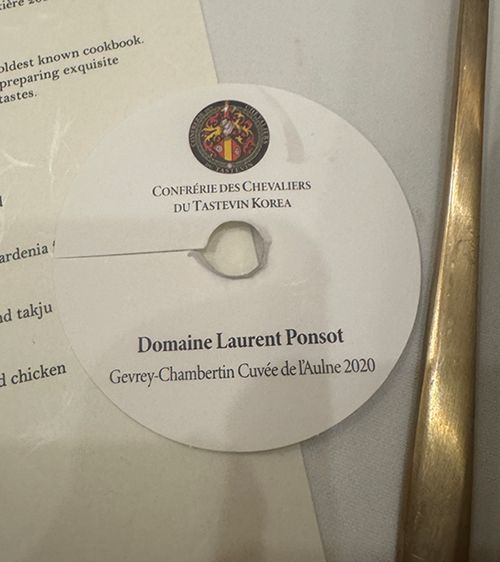 oldest known cookbook.
preparing exquisite
tastes.
CONFRÉRIE DES CHEVALIERS
DU TASTEVIN KOREA
ardenia
nd takju
d chicken
Domaine Laurent Ponsot
Gevrey-Chambertin Cuvée de l'Aulne 2020